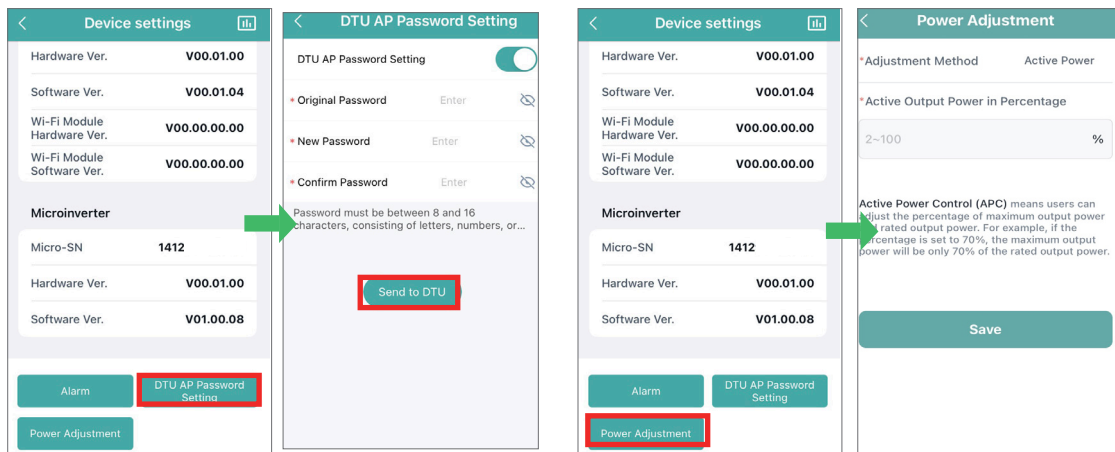 Device settings
Hardware Ver. V00.01.00
Software Ver. V00.01.04
Wi-Fi Module
Hardware Ver. V00.00.00.00
Wi-Fi Module
Software Ver. V00.00.00.00
Microinverter
Micro-SN 1412
Hardware Ver. V00.01.00
Software Ver. V01.00.08
Alarm
DTU AP Password
Setting
Power Adjustment
DTU AP Password Setting
DTU AP Password Setting
* Original Password Enter
* New Password Enter
* Confirm Password Enter
Password must be between 8 and 16
characters, consisting of letters, numbers, or...
Send to DTU
Device settings
Hardware Ver. V00.01.00
Software Ver. V00.01.04
Wi-Fi Module
Hardware Ver. V00.00.00.00
Wi-Fi Module
Software Ver. V00.00.00.00
Microinverter
Micro-SN 1412
Hardware Ver. V00.01.00
Software Ver. V01.00.08
Alarm
DTU AP Password
Setting
Power Adjustment
Power Adjustment
*Adjustment Method Active Power
*Active Output Power in Percentage
2~100 %
Active Power Control (APC) means users can
adjust the percentage of maximum output power
rated output power. For example, if the
percentage is set to 70%, the maximum output
power will be only 70% of the rated output power.
Save